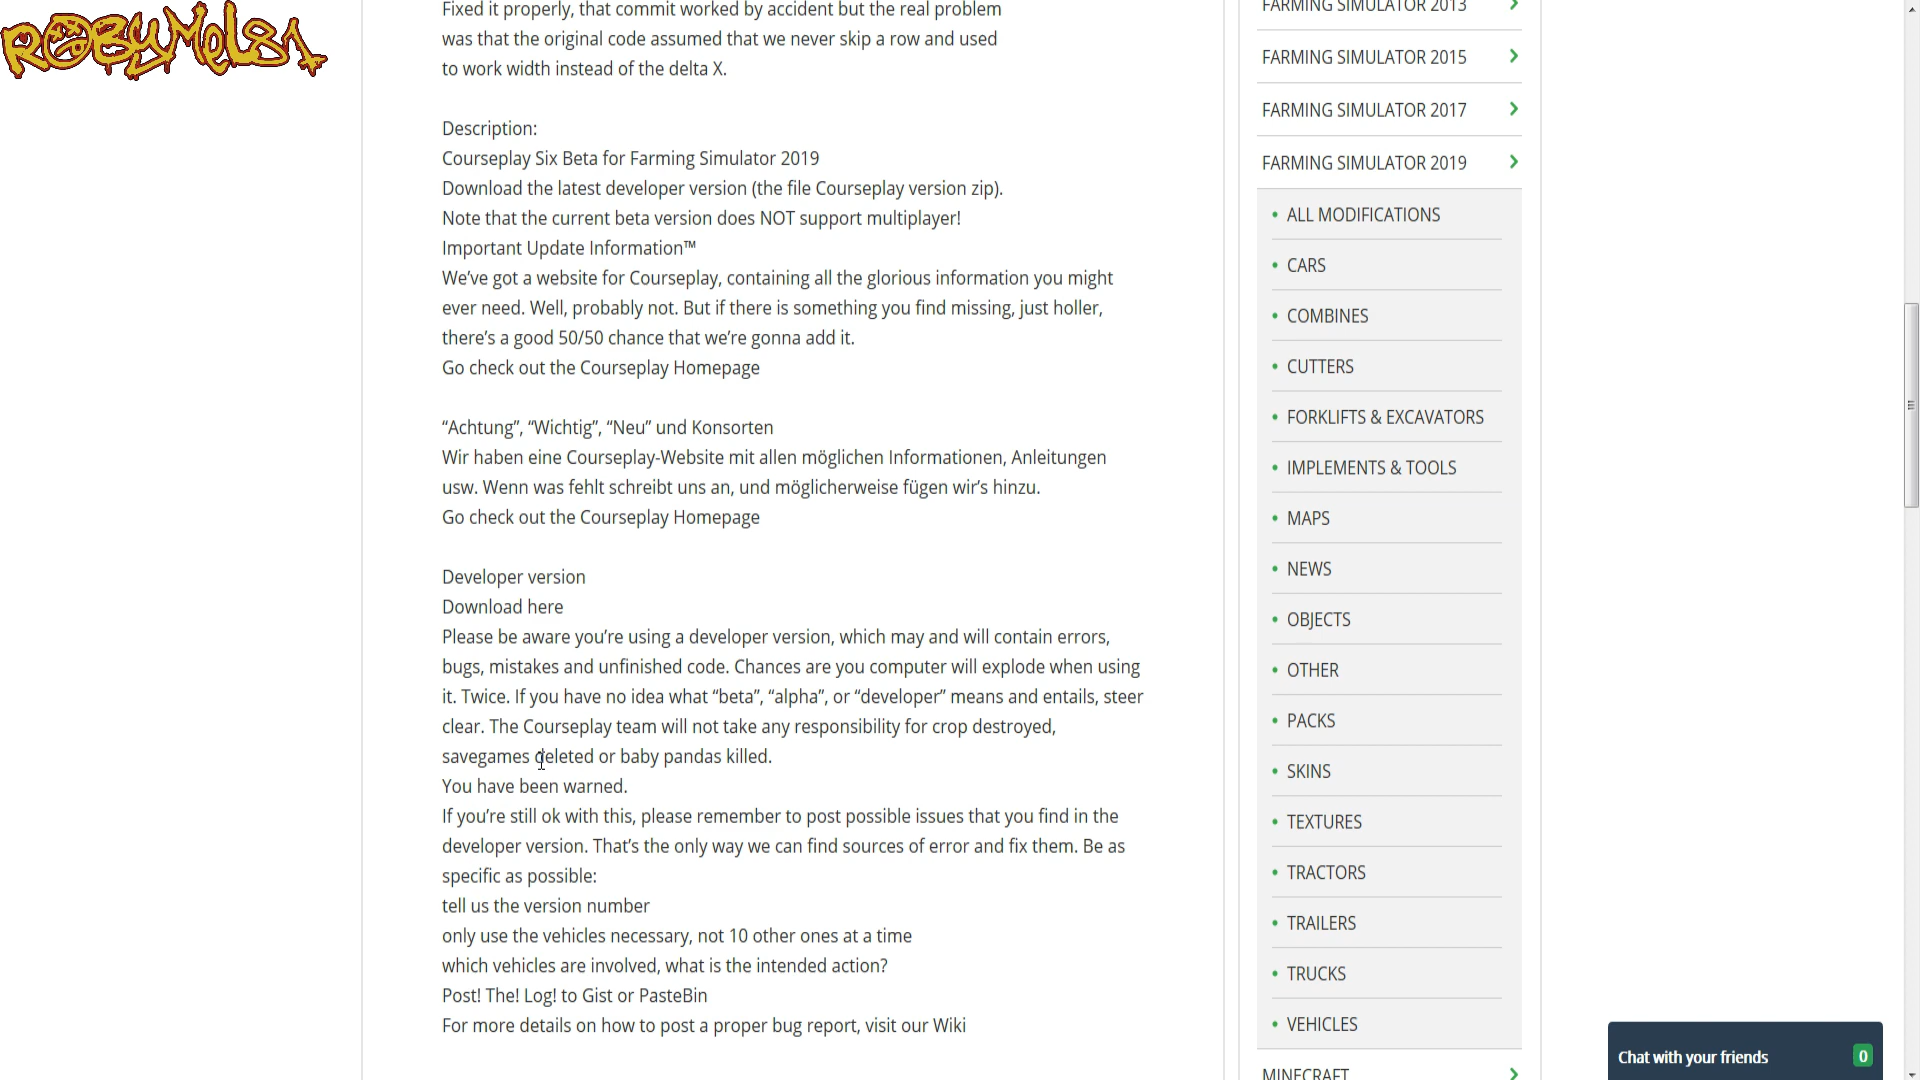 RobyMel81
Fixed it properly, that commit worked by accident but the real problem
was that the original code assumed that we never skip a row and used
to work width instead of the delta X.
Description:
Courseplay Six Beta for Farming Simulator 2019
Download the latest developer version (the file Courseplay version zip).
Note that the current beta version does NOT support multiplayer!
Important Update Information™
We’ve got a website for Courseplay, containing all the glorious information you might
ever need. Well, probably not. But if there is something you find missing, just holler,
there’s a good 50/50 chance that we’re gonna add it.
Go check out the Courseplay Homepage
“Achtung”, “Wichtig”, “Neu” und Konsorten
Wir haben eine Courseplay-Website mit allen möglichen Informationen, Anleitungen
usw. Wenn was fehlt schreibt uns an, und möglicherweise fügen wir’s hinzu.
Go check out the Courseplay Homepage
Developer version
Download here
Please be aware you’re using a developer version, which may and will contain errors,
bugs, mistakes and unfinished code. Chances are you computer will explode when using
it. Twice. If you have no idea what “beta”, “alpha”, or “developer” means and entails, steer
clear. The Courseplay team will not take any responsibility for crop destroyed,
savegames deleted or baby pandas killed.
You have been warned.
If you’re still ok with this, please remember to post possible issues that you find in the
developer version. That’s the only way we can find sources of error and fix them. Be as
specific as possible:
tell us the version number
only use the vehicles necessary, not 10 other ones at a time
which vehicles are involved, what is the intended action?
Post! The! Log! to Gist or PasteBin
For more details on how to post a proper bug report, visit our Wiki
FARMING SIMULATOR 2013
FARMING SIMULATOR 2015
FARMING SIMULATOR 2017
FARMING SIMULATOR 2019
ALL MODIFICATIONS
CARS
COMBINES
CUTTERS
FORKLIFTS & EXCAVATORS
IMPLEMENTS & TOOLS
MAPS
NEWS
OBJECTS
OTHER
PACKS
SKINS
TEXTURES
TRACTORS
TRAILERS
TRUCKS
VEHICLES
MINECRAFT
Chat with your friends 0